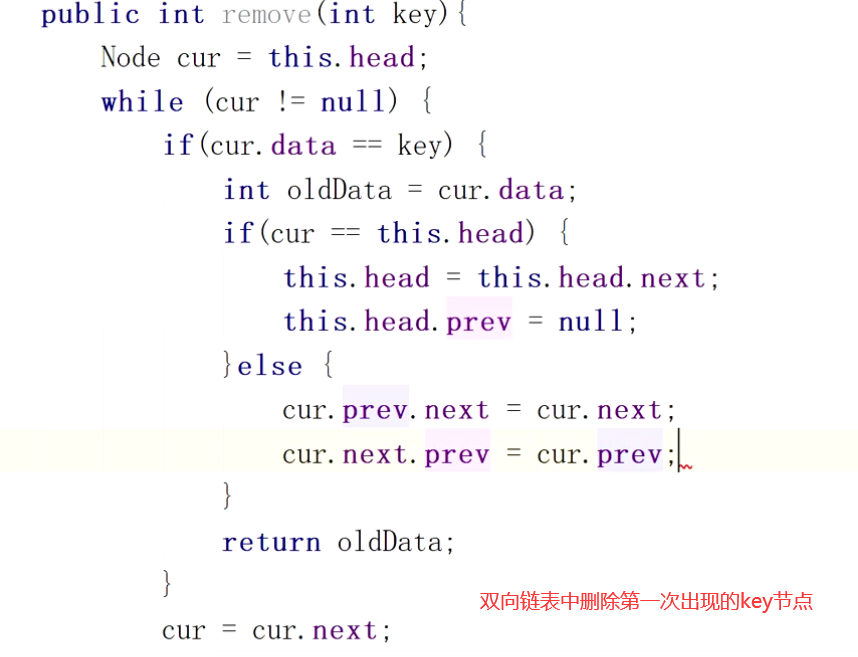 public int remove(int key){
Node cur = this.head;
while (cur != null) {
if(cur.data == key) {
int oldData = cur.data;
if(cur == this.head) {
this.head = this.head.next;
this.head.prev = null;
}else {
cur.prev.next = cur.next;
cur.next.prev = cur.prev;
}
return oldData;
}
双向链表中删除第一次出现的key节点
cur = cur.next;